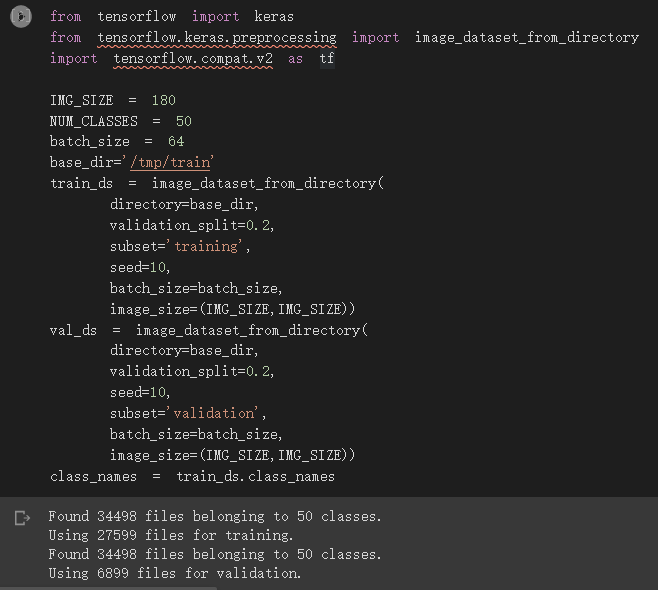 from tensorflow import keras
from tensorflow.keras.preprocessing import image_dataset_from_directory
import tensorflow.compat.v2 as tf
IMG_SIZE = 180
NUM_CLASSES = 50
batch_size = 64
base_dir='/tmp/train'
train_ds = image_dataset_from_directory(
directory=base_dir,
validation_split=0.2,
subset='training',
seed=10,
batch_size=batch_size,
image_size=(IMG_SIZE,IMG_SIZE))
val_ds = image_dataset_from_directory(
directory=base_dir,
validation_split=0.2,
seed=10,
subset='validation',
batch_size=batch_size,
image_size=(IMG_SIZE,IMG_SIZE))
class_names = train_ds.class_names
Found 34498 files belonging to 50 classes.
Using 27599 files for training.
Found 34498 files belonging to 50 classes.
Using 6899 files for validation.